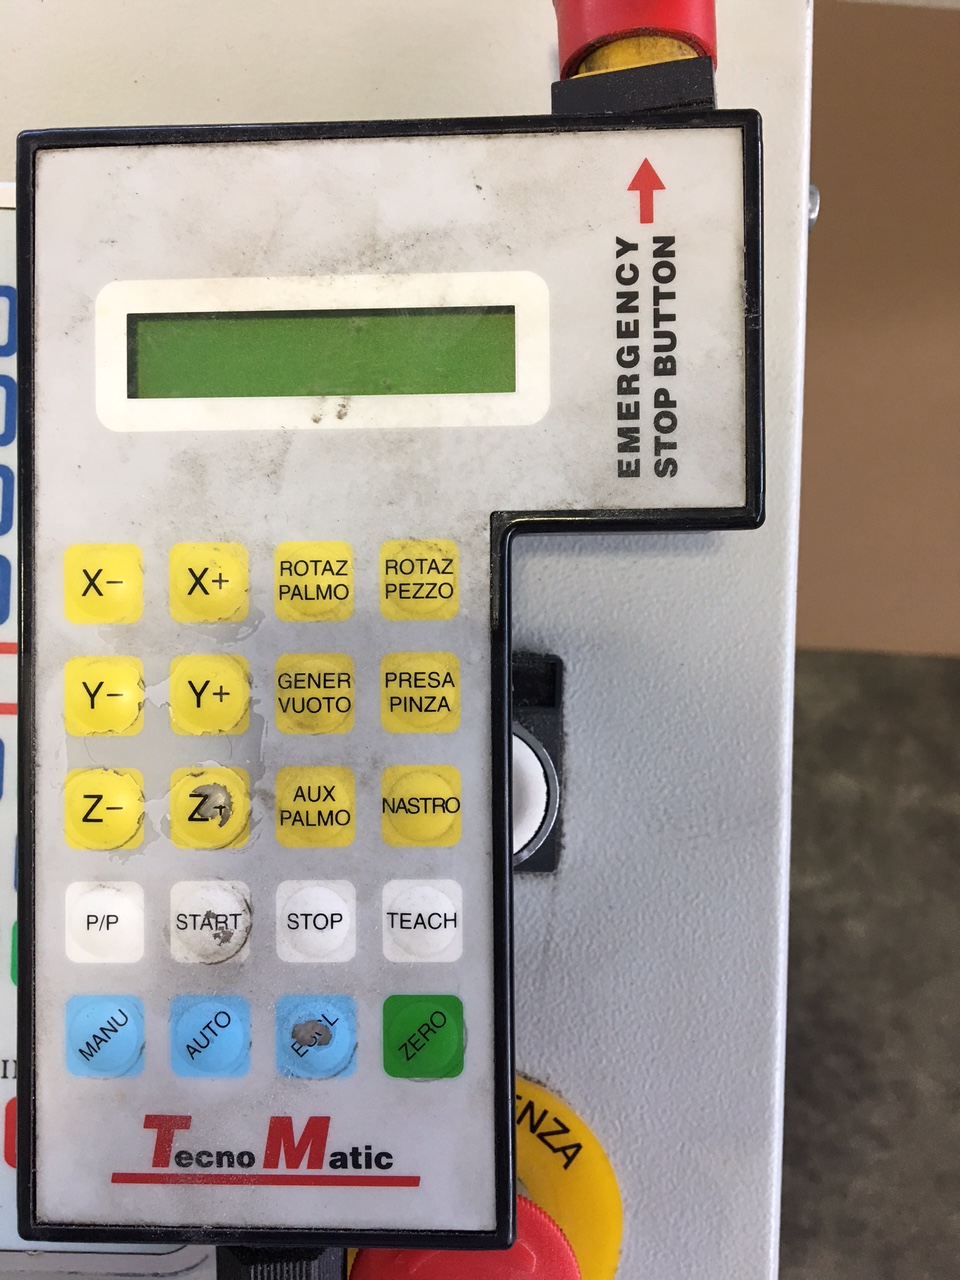 EMERGENCY
STOP BUTTON
X- X+ ROTAZ PALMO ROTAZ PEZZO
Y- Y+ GENER VUOTO PRESA PINZA
Z- Z+ AUX PALMO NASTRO
P/P START STOP TEACH
MANU AUTO ZERO
TecnoMatic
ENZA